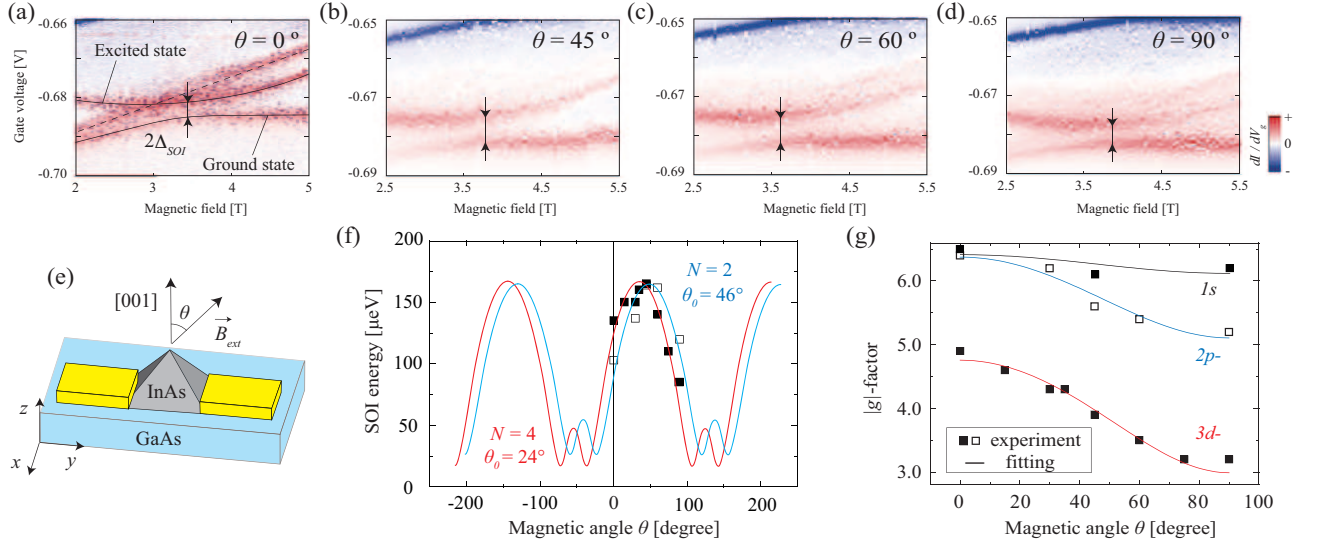 (a)
-0.66
-0.68
-0.70
Gate voltage [V]
θ = 0 º
Excited state
2Δ_SOI
Ground state
2
3
4
5
Magnetic field [T]
(b)
-0.65
-0.67
-0.69
θ = 45 º
2.5
3.5
4.5
5.5
Magnetic field [T]
(c)
-0.65
-0.67
-0.69
θ = 60 º
2.5
3.5
4.5
5.5
Magnetic field [T]
(d)
-0.65
-0.67
-0.69
θ = 90 º
2.5
3.5
4.5
5.5
Magnetic field [T]
dI / dV
+
0
-
(e)
[001]
θ
B_ext
InAs
GaAs
z
x
y
(f)
SOI energy [μeV]
200
150
100
50
0
N = 2
θ₀ = 46°
N = 4
θ₀ = 24°
-200
-100
0
100
200
Magnetic angle θ [degree]
(g)
|g|-factor
6.0
5.0
4.0
3.0
1s
2p-
3d-
experiment
fitting
0
20
40
60
80
100
Magnetic angle θ [degree]